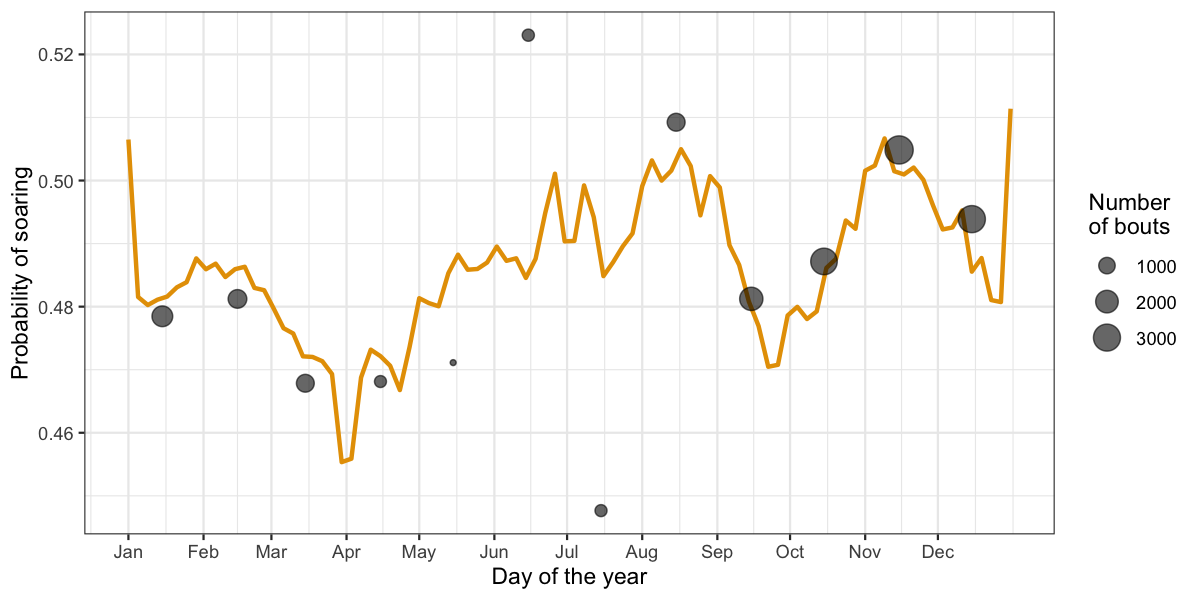 0.52
0.50
0.48
0.46
Probability of soaring
Jan Feb Mar Apr May Jun Jul Aug Sep Oct Nov Dec
Day of the year
Number
of bouts
1000
2000
3000